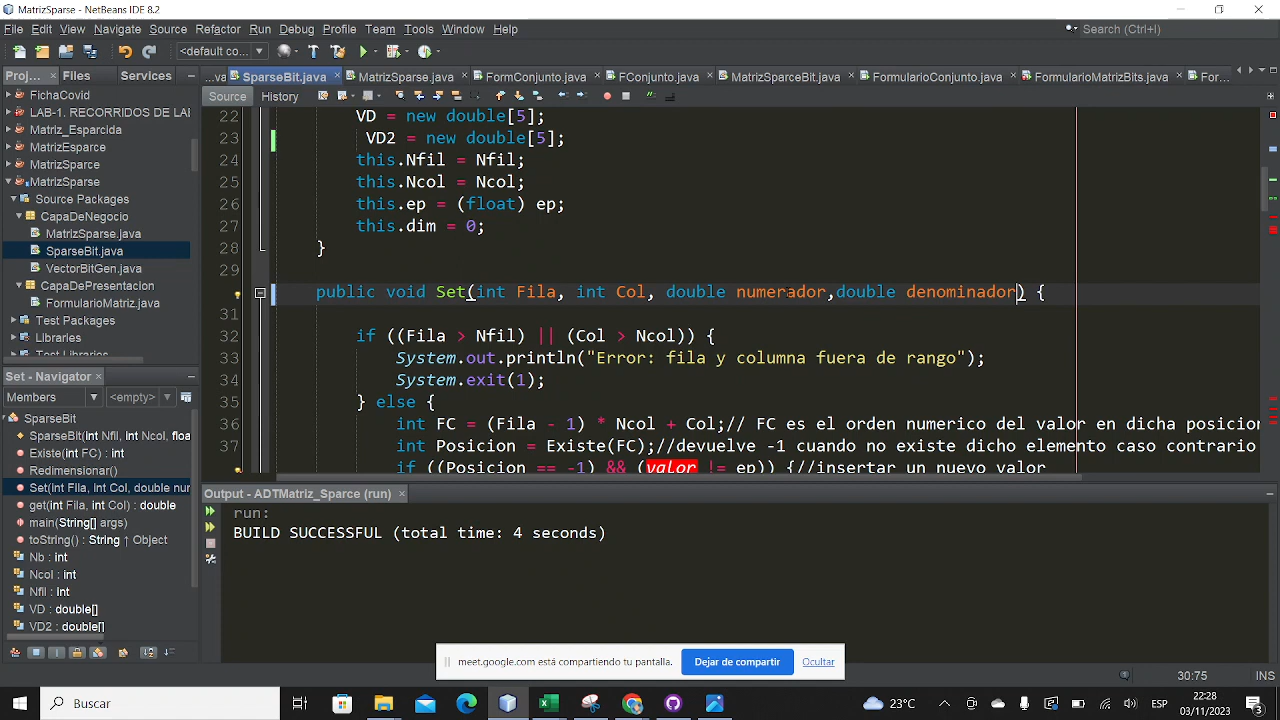 MatrizSparse - NetBeans IDE 8.2
File Edit View Navigate Source Refactor Run Debug Profile Team Tools Window Help
Search (Ctrl+I)
<default co...
Proj... Files Services
...va SparseBit.java MatrizSparse.java FormConjunto.java FConjunto.java MatrizSparceBit.java FormularioConjunto.java FormularioMatrizBits.java For...
Source History
FichaCovid
LAB-1. RECORRIDOS DE LA
Matriz_Esparcida
MatrizEsparce
MatrizSparce
MatrizSparse
Source Packages
CapaDeNegocio
MatrizSparse.java
SparseBit.java
VectorBitGen.java
CapaDePresentacion
FormMatrizSparce.java
Test Packages
Libraries
Test Libraries
22 VD = new double[5];
23 VD2 = new double[5];
24 this.Nfil = Nfil;
25 this.Ncol = Ncol;
26 this.ep = (float) ep;
27 this.dim = 0;
28 }
29
public void Set(int Fila, int Col, double numerador,double denominador) {
31
32 if ((Fila > Nfil) || (Col > Ncol)) {
33 System.out.println("Error: fila y columna fuera de rango");
34 System.exit(1);
35 } else {
36 int FC = (Fila - 1) * Ncol + Col;// FC es el orden numerico del valor en dicha posicion
37 int Posicion = Existe(FC);//devuelve -1 cuando no existe dicho elemento caso contrario
if ((Posicion == -1) && (valor != ep)) {//insertar un nuevo valor
Set - Navigator
Members <empty>
SparseBit
SparseBit(int Nfil, int Ncol, floa
Existe(int FC) : int
Redimensionar()
Set(int Fila, int Col, double nur
get(int Fila, int Col) : double
main(String[] args)
toString() : String ↑ Object
Nb : int
Ncol : int
Nfil : int
VD : double[]
VD2 : double[]
Output - ADTMatriz_Sparce (run)
run:
BUILD SUCCESSFUL (total time: 4 seconds)
meet.google.com está compartiendo tu pantalla. Dejar de compartir Ocultar
30:75 INS
Buscar
23°C
22:28
03/11/2023